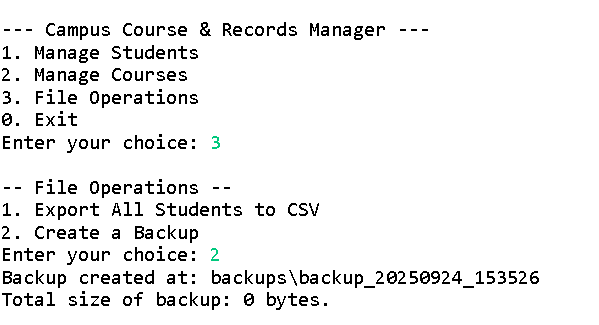 --- Campus Course & Records Manager ---
1. Manage Students
2. Manage Courses
3. File Operations
0. Exit
Enter your choice: 3
-- File Operations --
1. Export All Students to CSV
2. Create a Backup
Enter your choice: 2
Backup created at: backups\backup_20250924_153526
Total size of backup: 0 bytes.